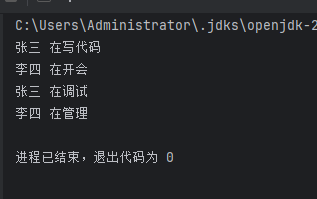 C:\Users\Administrator\.jdks\openjdk-2
张三 在写代码
李四 在开会
张三 在调试
李四 在管理
进程已结束，退出代码为 0